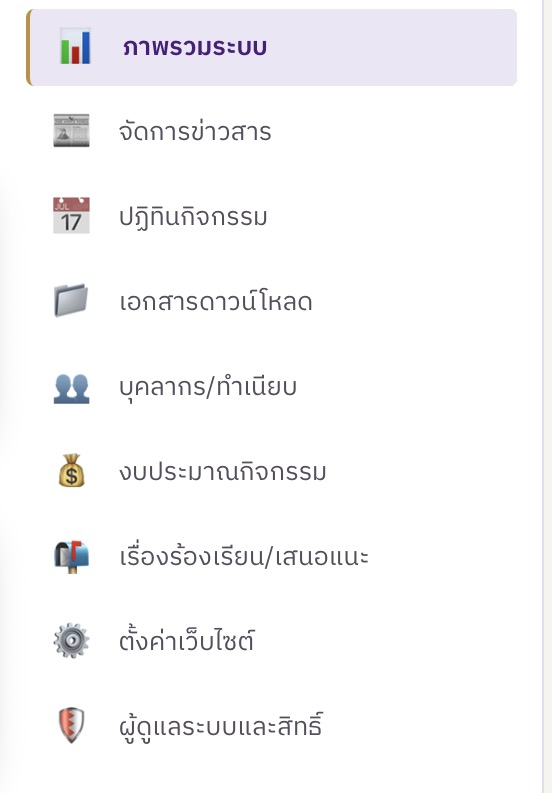 ภาพรวมระบบ
จัดการข่าวสาร
JUL
17
ปฏิทินกิจกรรม
เอกสารดาวน์โหลด
บุคลากร/ทำเนียบ
งบประมาณกิจกรรม
เรื่องร้องเรียน/เสนอแนะ
ตั้งค่าเว็บไซต์
ผู้ดูแลระบบและสิทธิ์